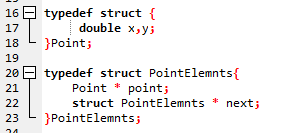 16 typedef struct {
17 double x,y;
18 }Point;
19
20 typedef struct PointElemnts{
21 Point * point;
22 struct PointElemnts * next;
23 }PointElemnts;